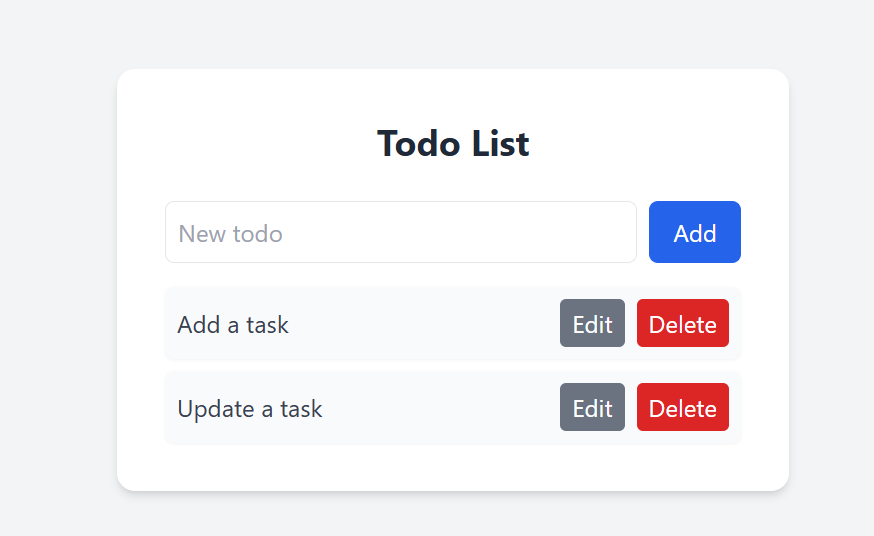 Todo List
New todo Add
Add a task Edit Delete
Update a task Edit Delete